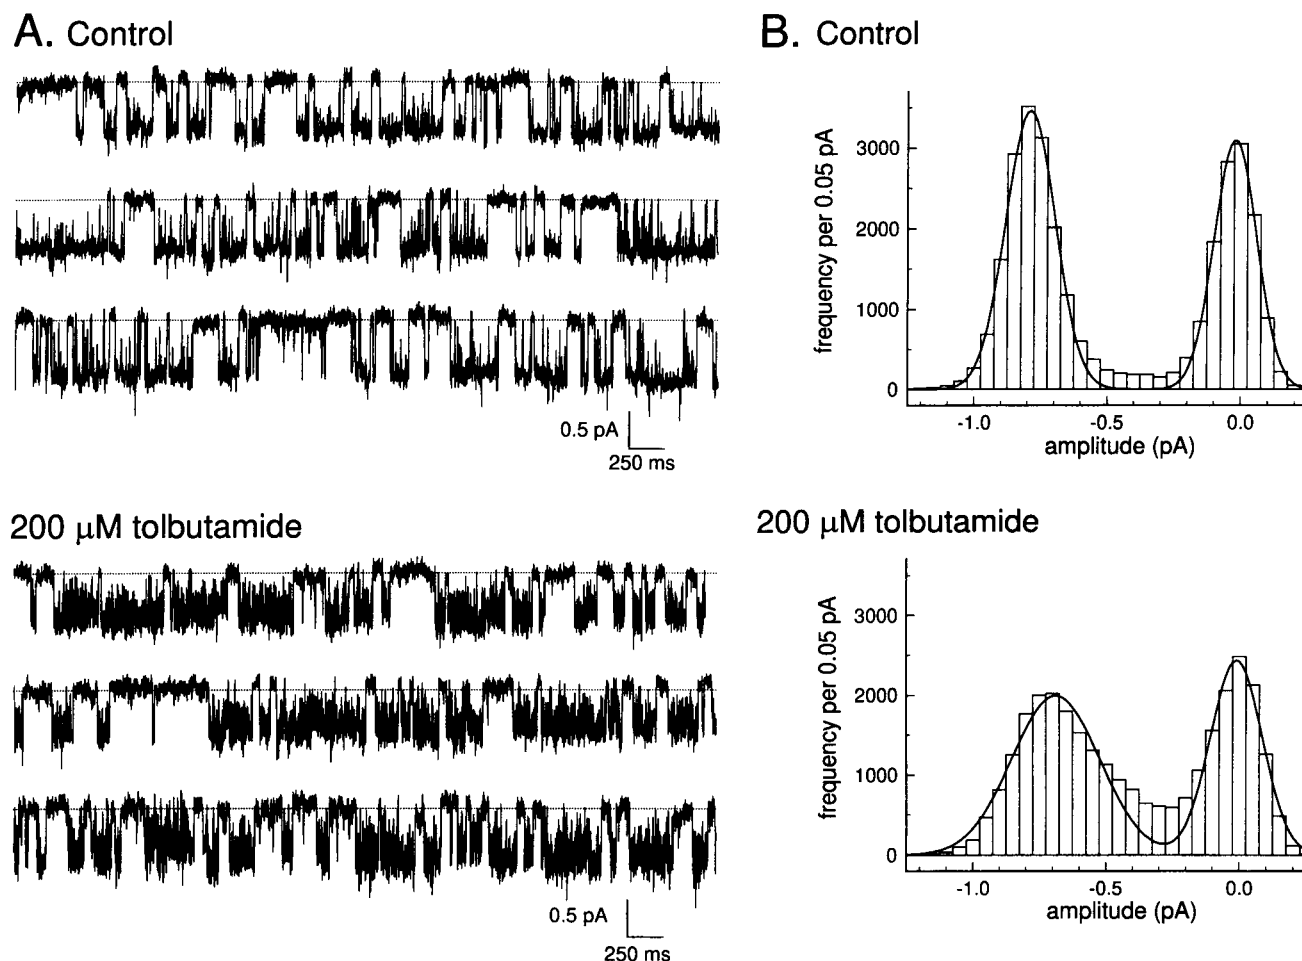 A. Control
0.5 pA
250 ms
200 μM tolbutamide
0.5 pA
250 ms
B. Control
frequency per 0.05 pA
3000
2000
1000
0
-1.0 -0.5 0.0
amplitude (pA)
200 μM tolbutamide
frequency per 0.05 pA
3000
2000
1000
0
-1.0 -0.5 0.0
amplitude (pA)